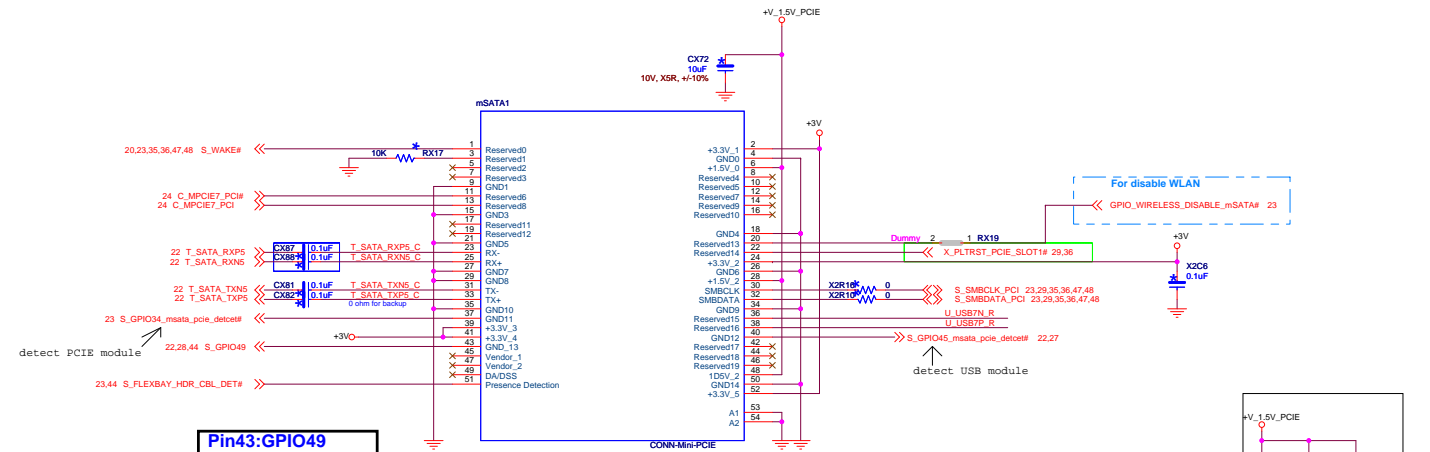 +V_1.5V_PCIE
CX72
10uF
10V, X5R, +/-10%
mSATA1
+3V
20,23,35,36,47,48 S_WAKE#
10K RX17
24 C_MPCIE7_PCI#
24 C_MPCIE7_PCI
22 T_SATA_RXP5 CX87 0.1uF T_SATA_RXP5_C
22 T_SATA_RXN5 CX88 0.1uF T_SATA_RXN5_C
22 T_SATA_TXN5 CX81 0.1uF T_SATA_TXN5_C
22 T_SATA_TXP5 CX82 0.1uF T_SATA_TXP5_C
0 ohm for backup
23 S_GPIO34_msata_pcie_detcet#
detect PCIE module
+3V
22,28,44 S_GPIO49
23,44 S_FLEXBAY_HDR_CBL_DET#
1 Reserved0
3 Reserved1
5 Reserved2
7 Reserved3
9 GND1
11 Reserved6
13 Reserved8
15 GND3
17 Reserved11
19 Reserved12
21 GND5
23 RX-
25 RX+
27 GND7
29 GND8
31 TX-
33 TX+
35 GND10
37 GND11
39 +3.3V_3
41 +3.3V_4
43 GND_13
45 Vendor_1
47 Vendor_2
49 DA/DSS
51 Presence Detection
+3.3V_1 2
GND0 4
+1.5V_0 6
Reserved4 8
Reserved5 10
Reserved7 12
Reserved9 14
Reserved10 16
GND4 18
Reserved13 20
Reserved14 22
+3.3V_2 24
GND6 26
+1.5V_2 28
SMBCLK 30
SMBDATA 32
GND9 34
Reserved15 36
Reserved16 38
GND12 40
Reserved17 42
Reserved18 44
Reserved19 46
1D5V_2 48
GND14 50
+3.3V_5 52
A1 53
A2 54
CONN-Mini-PCIE
For disable WLAN
GPIO_WIRELESS_DISABLE_mSATA# 23
Dummy 2 1 RX19
X_PLTRST_PCIE_SLOT1# 29,36
+3V
X2C6
0.1uF
0 S_SMBCLK_PCI 23,29,35,36,47,48
X2R10 0 S_SMBDATA_PCI 23,29,35,36,47,48
U_USB7N_R
U_USB7P_R
S_GPIO45_msata_pcie_detcet# 22,27
detect USB module
Pin43:GPIO49
+V_1.5V_PCIE